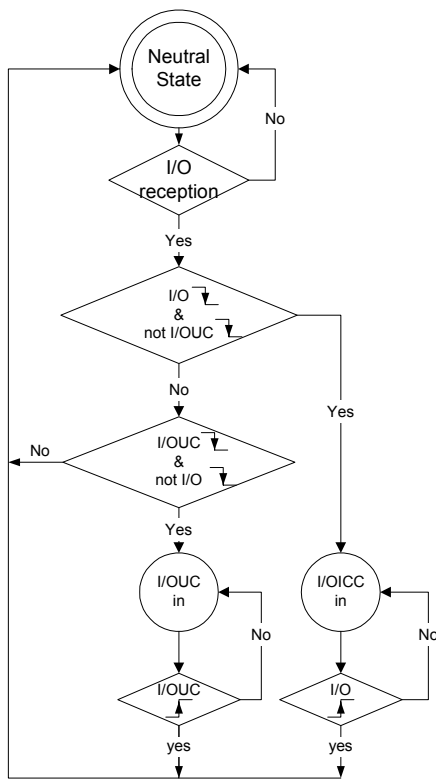 Neutral
State
No
I/O
reception
Yes
I/O
&
not I/OUC
No
Yes
I/OUC
&
not I/O
No
Yes
I/OUC
in
I/OICC
in
No
No
I/OUC
I/O
yes
yes